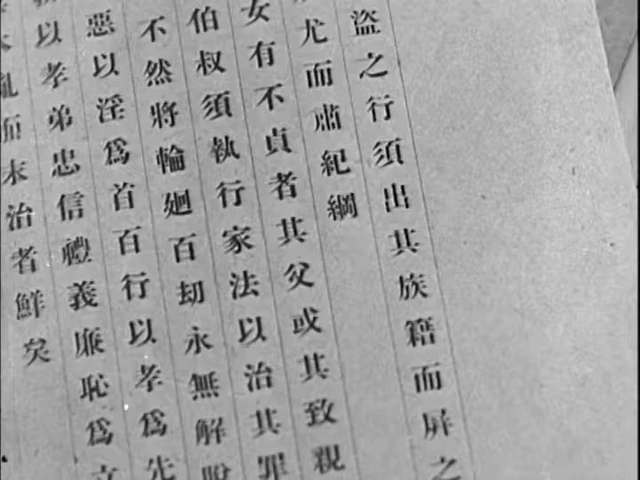 盜之行須出其族籍而屏之
尤而肅紀綱
女有不貞者其父或其致親
伯叔須執行家法以治其罪
不然將輪廻百刼永無解脫
惡以淫爲首百行以孝爲先
以孝弟忠信禮義廉恥爲立
亂而末治者鮮矣